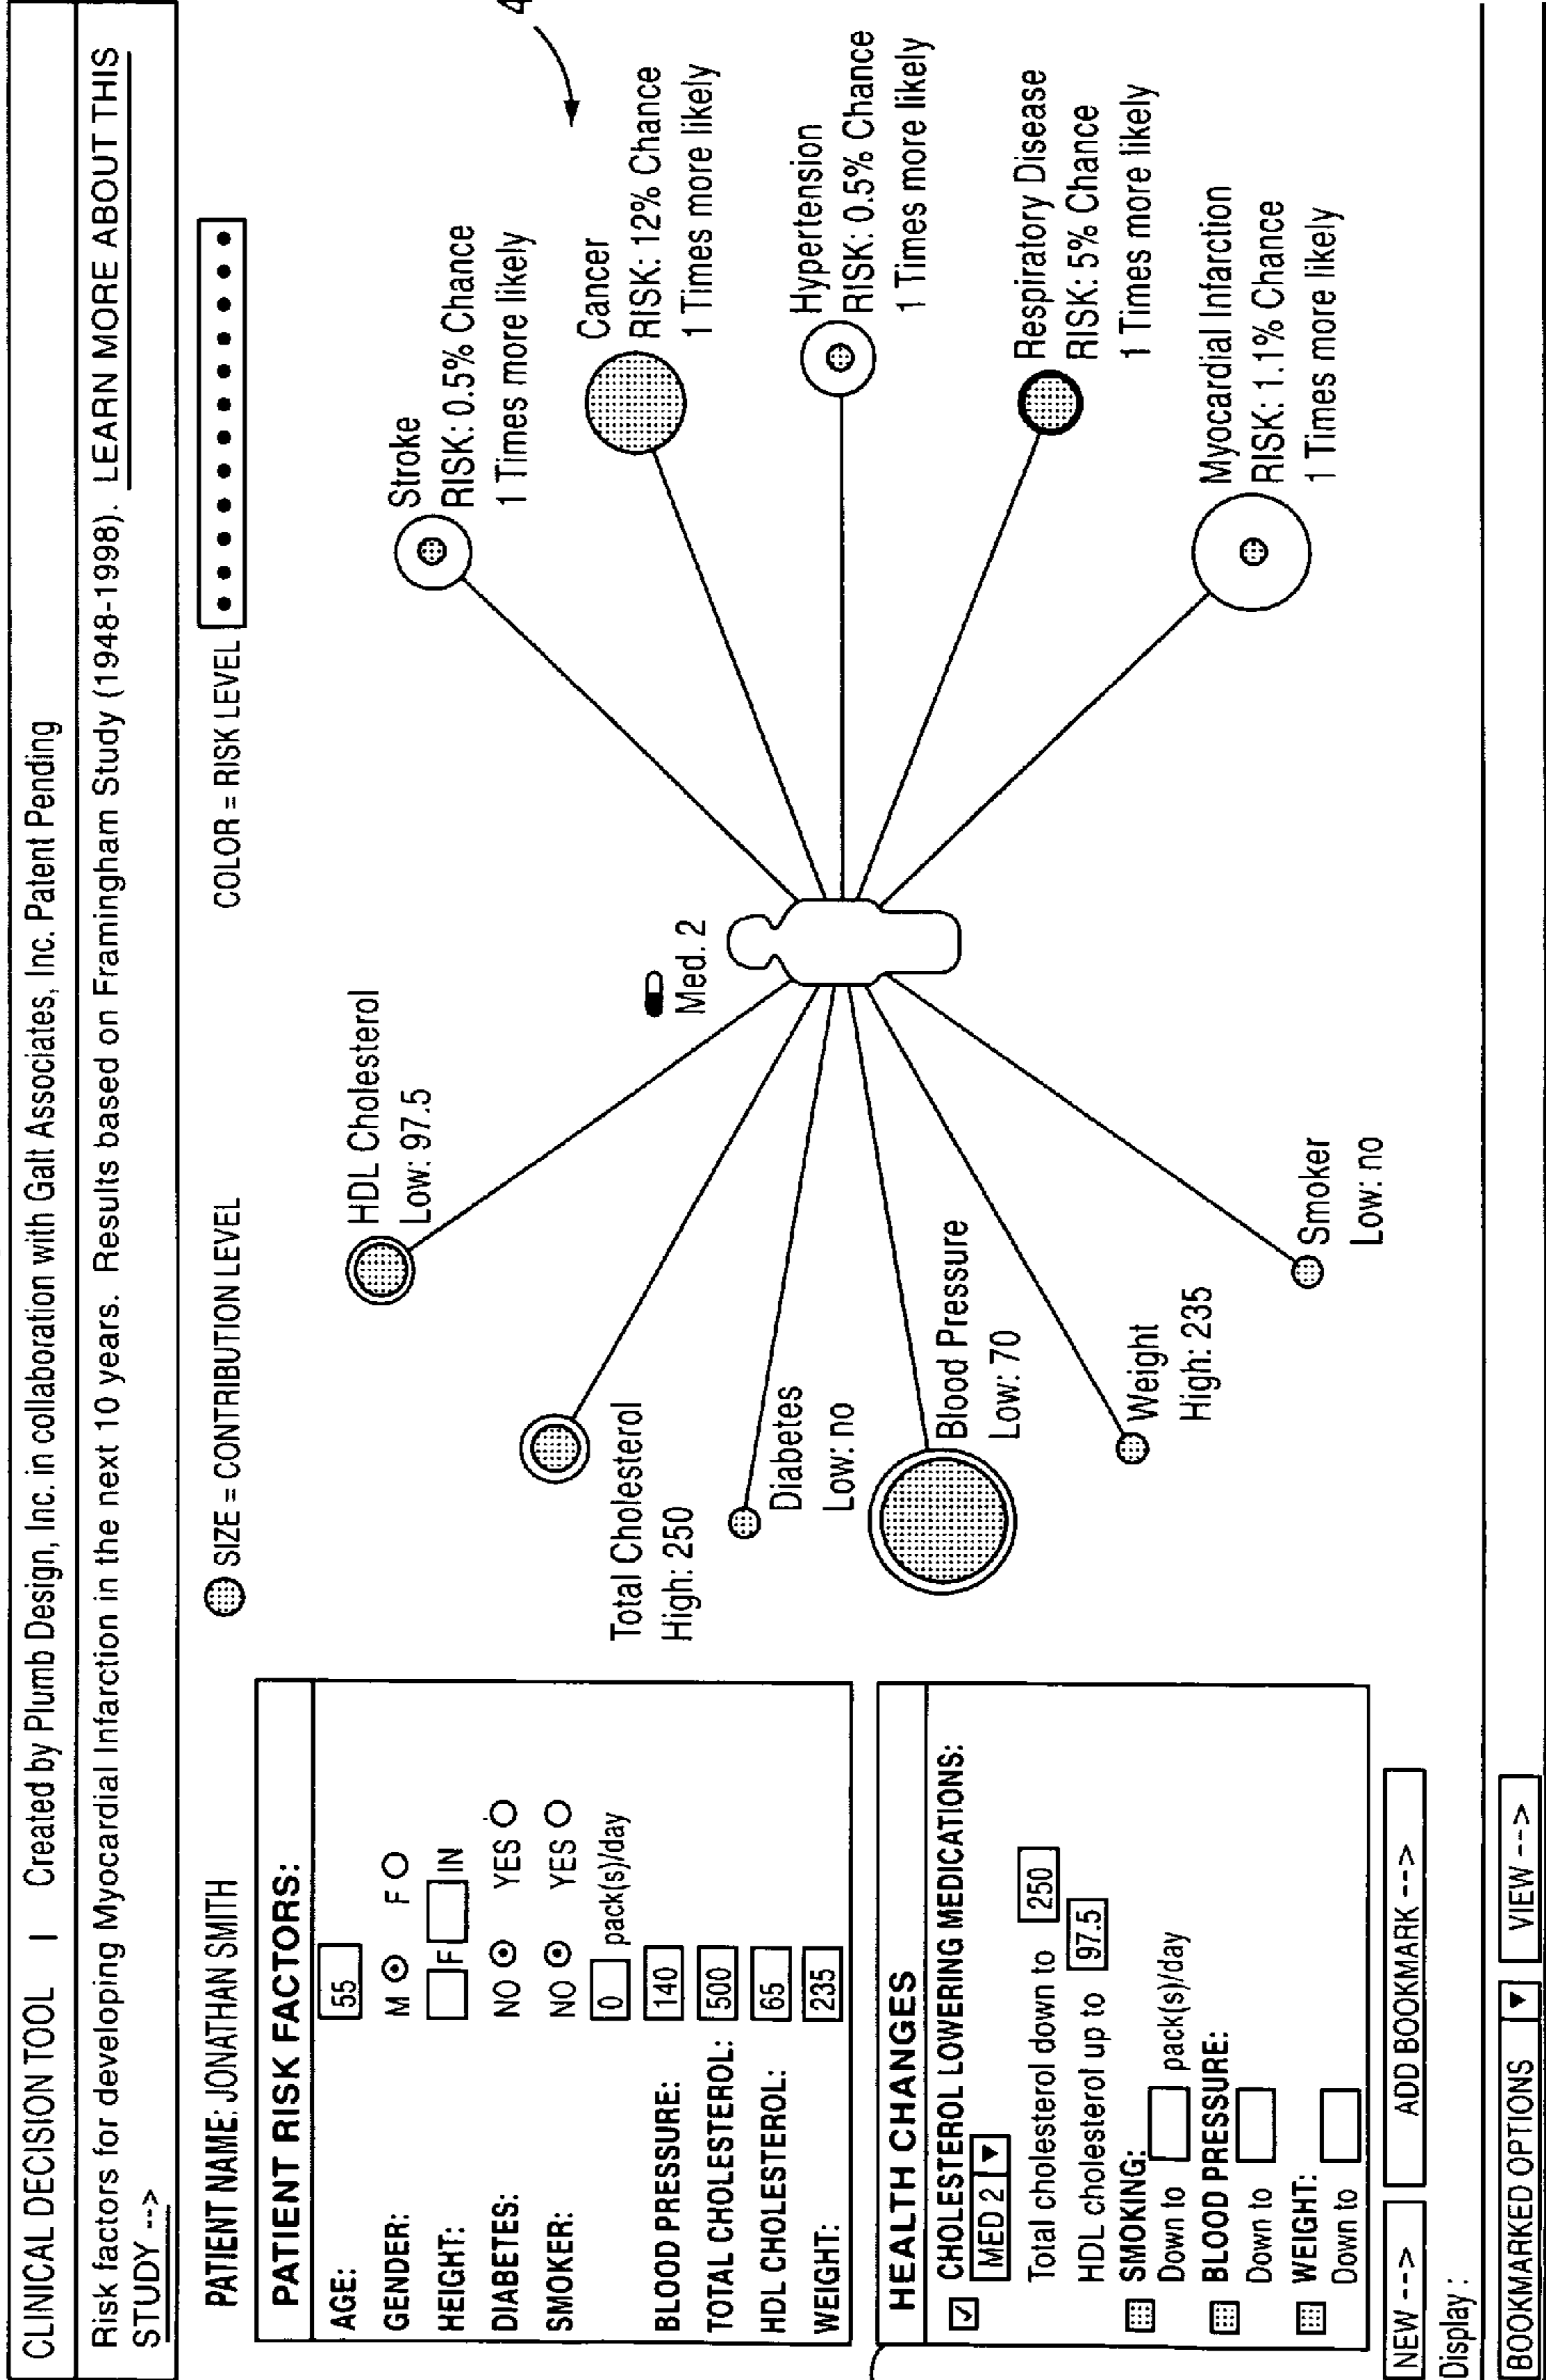 CLINICAL DECISION TOOL | Created by Plumb Design, Inc. in collaboration with Galt Associates, Inc. Patent Pending
Risk factors for developing Myocardial Infarction in the next 10 years. Results based on Framingham Study (1948-1998). LEARN MORE ABOUT THIS
STUDY -->
PATIENT NAME: JONATHAN SMITH
SIZE = CONTRIBUTION LEVEL
COLOR = RISK LEVEL
PATIENT RISK FACTORS:
AGE: 55
GENDER: M F
HEIGHT: F IN
DIABETES: NO YES
SMOKER: NO YES
0 pack(s)/day
BLOOD PRESSURE: 140
TOTAL CHOLESTEROL: 500
HDL CHOLESTEROL: 65
WEIGHT: 235
HEALTH CHANGES
CHOLESTEROL LOWERING MEDICATIONS:
MED 2
Total cholesterol down to 250
HDL cholesterol up to 97.5
SMOKING:
Down to pack(s)/day
BLOOD PRESSURE:
Down to
WEIGHT:
Down to
NEW --> ADD BOOKMARK -->
Display :
BOOKMARKED OPTIONS VIEW -->
HDL Cholesterol
Low: 97.5
Total Cholesterol
High: 250
Diabetes
Low: no
Blood Pressure
Low: 70
Weight
High: 235
Smoker
Low: no
Med. 2
Stroke
RISK: 0.5% Chance
1 Times more likely
Cancer
RISK: 12% Chance
1 Times more likely
Hypertension
RISK: 0.5% Chance
1 Times more likely
Respiratory Disease
RISK: 5% Chance
1 Times more likely
Myocardial Infarction
RISK: 1.1% Chance
1 Times more likely